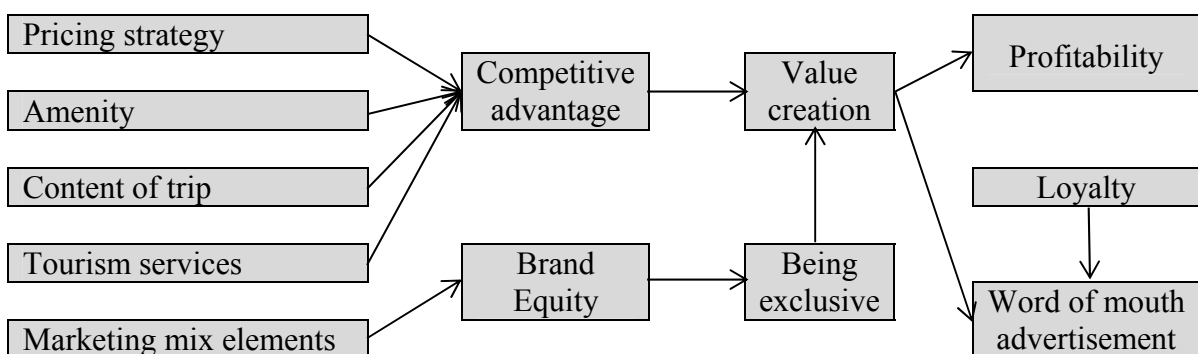 Pricing strategy
Amenity
Content of trip
Tourism services
Marketing mix elements
Competitive
advantage
Brand
Equity
Value
creation
Being
exclusive
Profitability
Loyalty
Word of mouth
advertisement